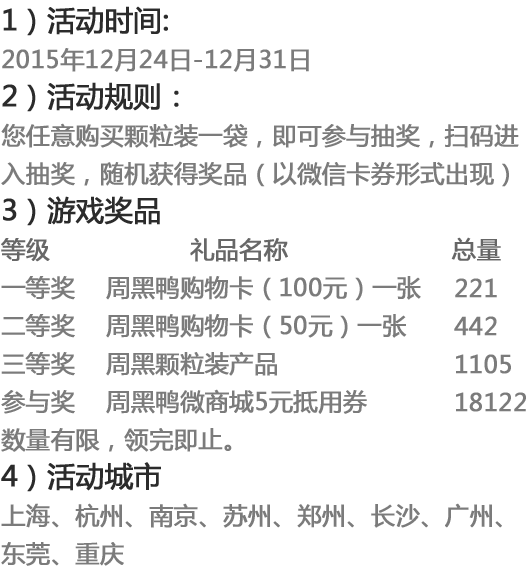 1）活动时间:
2015年12月24日-12月31日
2）活动规则：
您任意购买颗粒装一袋，即可参与抽奖，扫码进
入抽奖，随机获得奖品（以微信卡券形式出现）
3）游戏奖品
等级 礼品名称 总量
一等奖 周黑鸭购物卡（100元）一张 221
二等奖 周黑鸭购物卡（50元）一张 442
三等奖 周黑颗粒装产品 1105
参与奖 周黑鸭微商城5元抵用券 18122
数量有限，领完即止。
4）活动城市
上海、杭州、南京、苏州、郑州、长沙、广州、
东莞、重庆